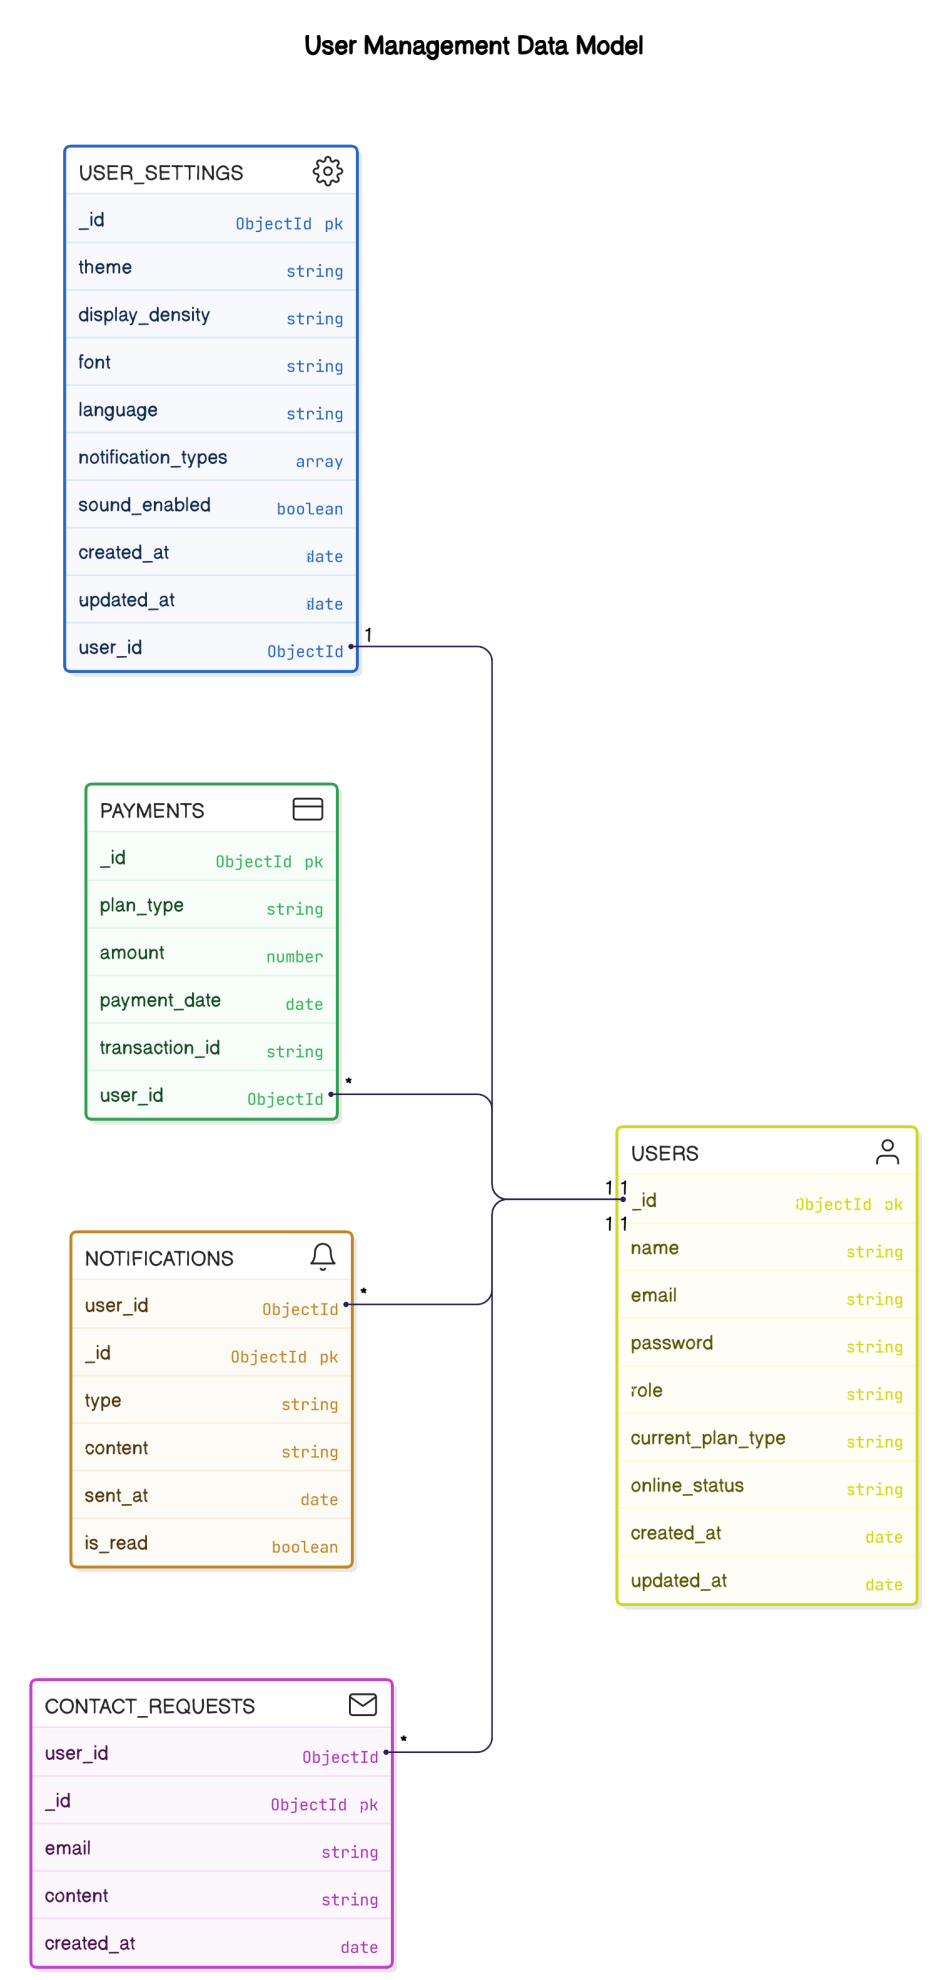 User Management Data Model
USER_SETTINGS
_id ObjectId pk
theme string
display_density string
font string
language string
notification_types array
sound_enabled boolean
created_at date
updated_at date
user_id ObjectId
1
PAYMENTS
_id ObjectId pk
plan_type string
amount number
payment_date date
transaction_id string
user_id ObjectId
*
USERS
1 1
_id ObjectId pk
1 1
name string
email string
password string
role string
current_plan_type string
online_status string
created_at date
updated_at date
NOTIFICATIONS
user_id ObjectId
*
_id ObjectId pk
type string
content string
sent_at date
is_read boolean
CONTACT_REQUESTS
user_id ObjectId
*
_id ObjectId pk
email string
content string
created_at date